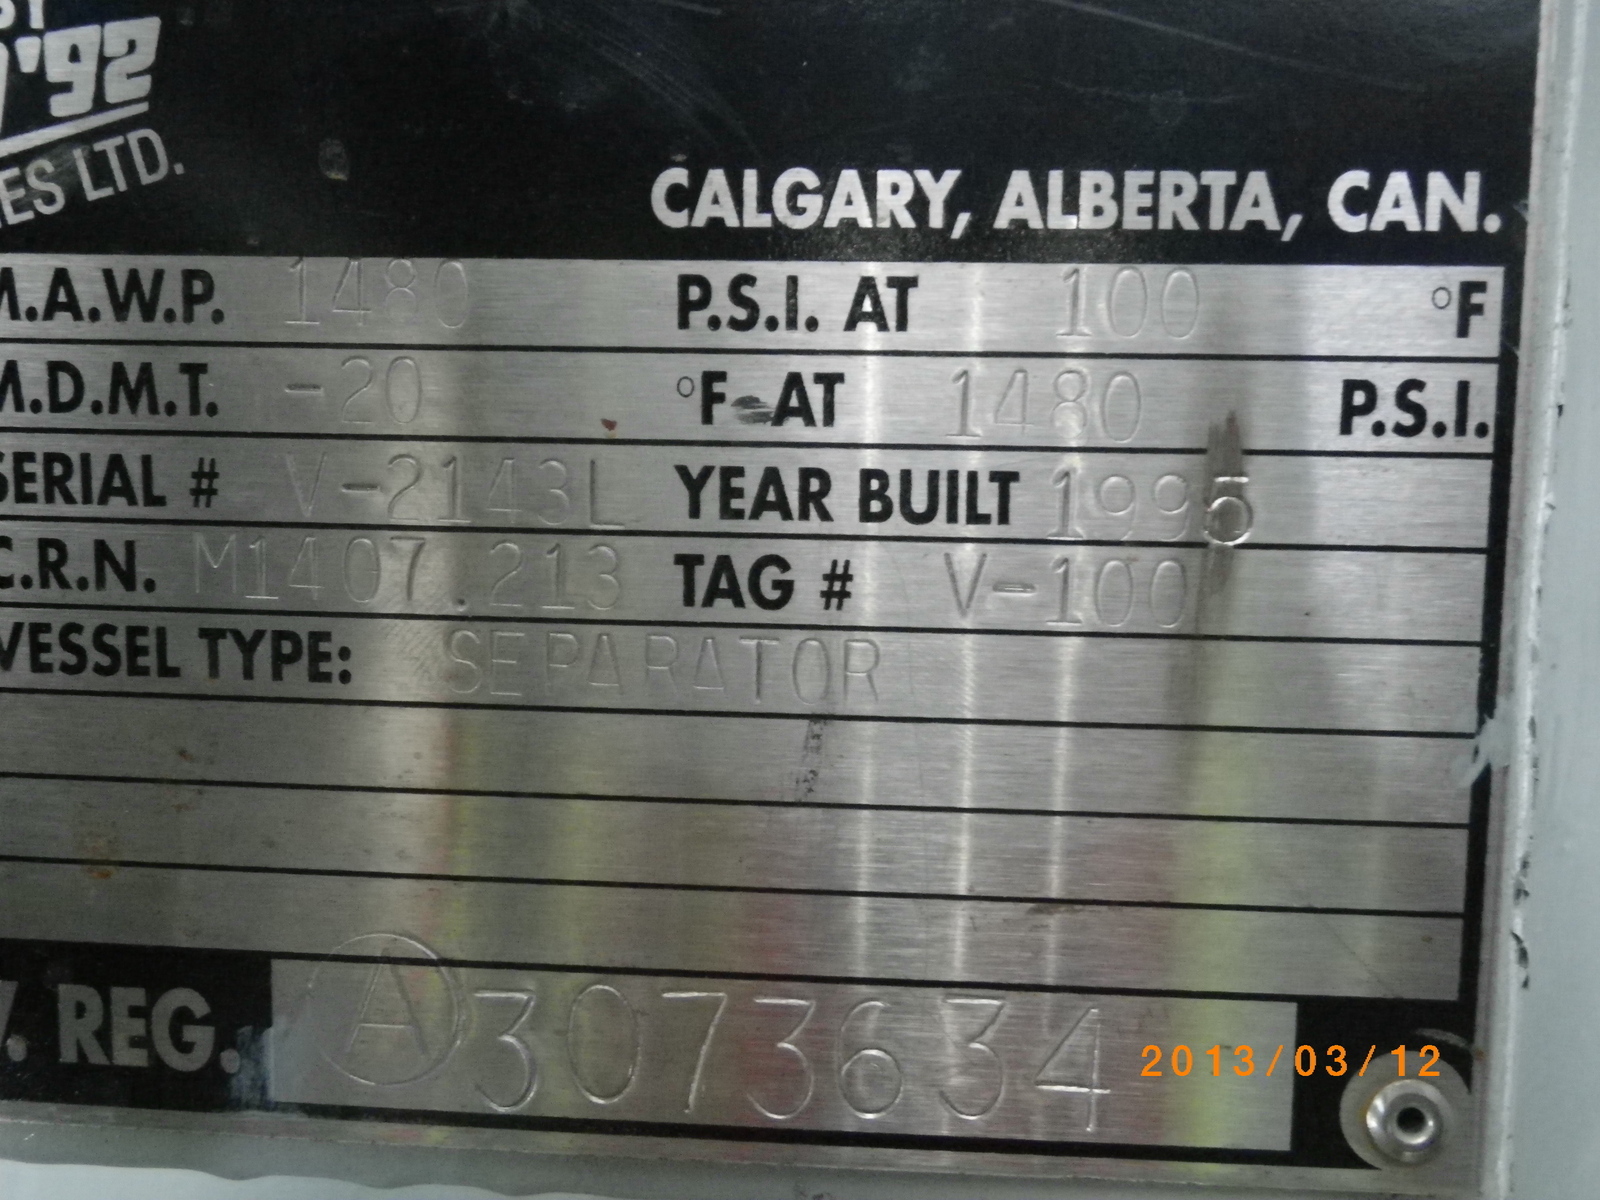 '92
ES LTD.
CALGARY, ALBERTA, CAN.
M.A.W.P. 1480 P.S.I. AT 100 °F
M.D.M.T. -20 °F AT 1480 P.S.I.
SERIAL # V-2143L YEAR BUILT 1995
C.R.N. M1407.213 TAG # V-100
VESSEL TYPE: SEPARATOR
REG. A 3073634
2013/03/12